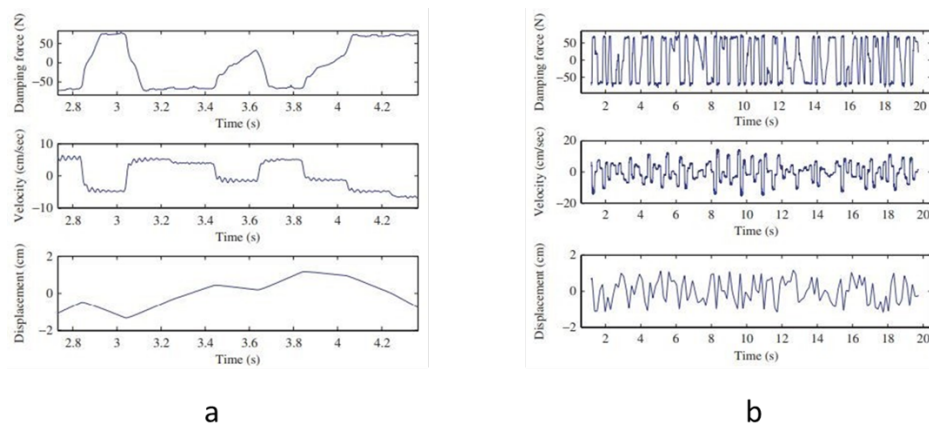 Damping force (N)
50
0
−50
2.8 3 3.2 3.4 3.6 3.8 4 4.2
Time (s)
Velocity (cm/sec)
10
0
−10
2.8 3 3.2 3.4 3.6 3.8 4 4.2
Time (s)
Displacement (cm)
2
0
−2
2.8 3 3.2 3.4 3.6 3.8 4 4.2
Time (s)
a
Damping force (N)
50
0
−50
2 4 6 8 10 12 14 16 18 20
Time (s)
Velocity (cm/sec)
20
0
−20
2 4 6 8 10 12 14 16 18 20
Time (s)
Displacement (cm)
2
0
−2
2 4 6 8 10 12 14 16 18 20
Time (s)
b